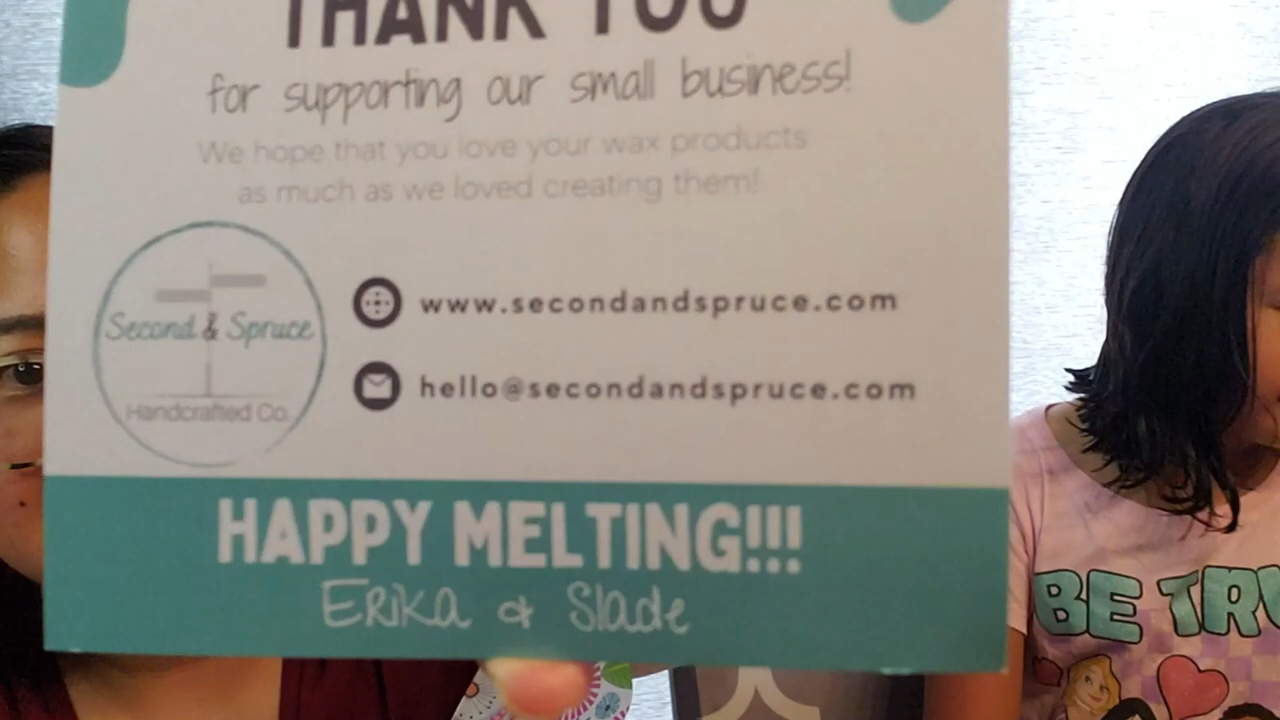 THANK YOU
for supporting our small business!
We hope that you love your wax products
as much as we loved creating them!
Second & Spruce
Handcrafted Co.
www.secondandspruce.com
hello@secondandspruce.com
HAPPY MELTING!!!
Erika & Slade
BE TRU